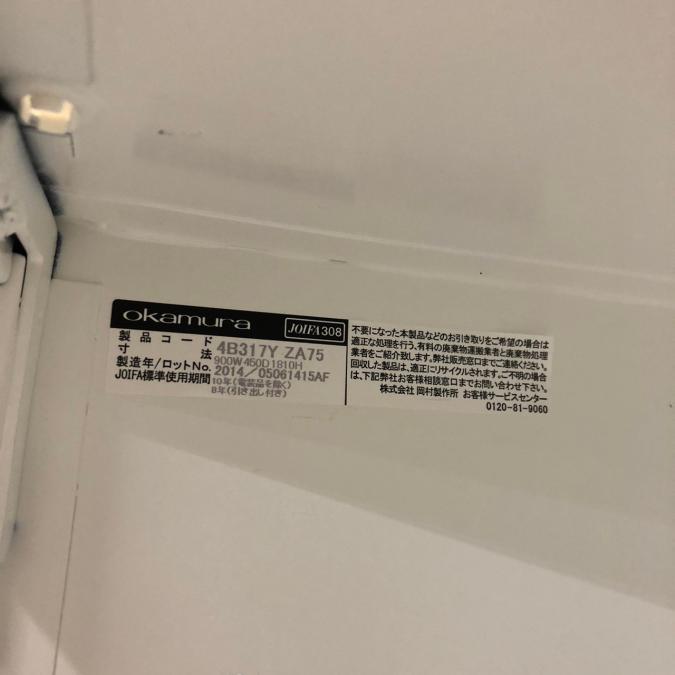 okamura JOIFA308
製品コード 4B317Y ZA75
寸法 900W450D1810H
製造年/ロットNo. 2014/05061415AF
JOIFA標準使用期間 10年(電装品を除く)
8年(引き出し付き)
不要になった本製品などのお引き取りをご希望の場合は
適正な処理を行う、有料の廃棄物運搬業者と廃棄物処理
業者をご紹介致します。弊社販売窓口までご連絡ください。
回収した製品は、適正にリサイクルされます。ご不明の場合
は、下記弊社お客様相談窓口までお問い合わせ下さい。
株式会社 岡村製作所 お客様サービスセンター
0120-81-9060